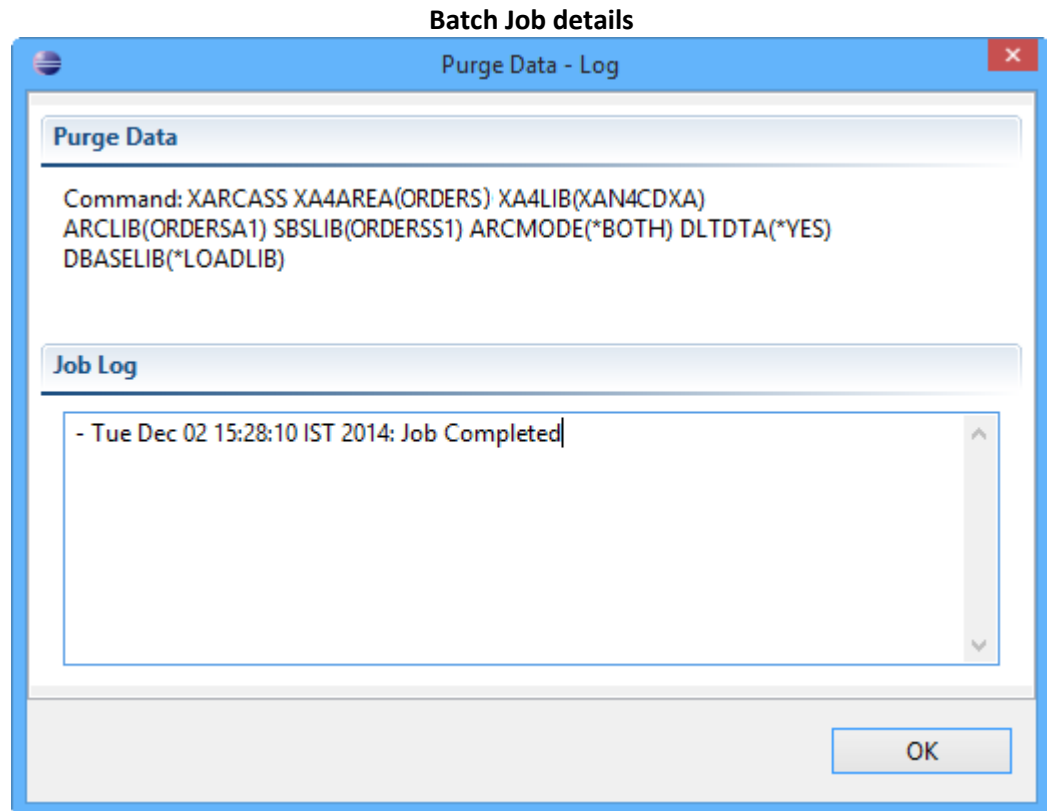 Batch Job details
Purge Data - Log
Purge Data
Command: XARCASS XA4AREA(ORDERS) XA4LIB(XAN4CDXA)
ARCLIB(ORDERSA1) SBSLIB(ORDERSS1) ARCMODE(*BOTH) DLTDTA(*YES)
DBASELIB(*LOADLIB)
Job Log
- Tue Dec 02 15:28:10 IST 2014: Job Completed
OK